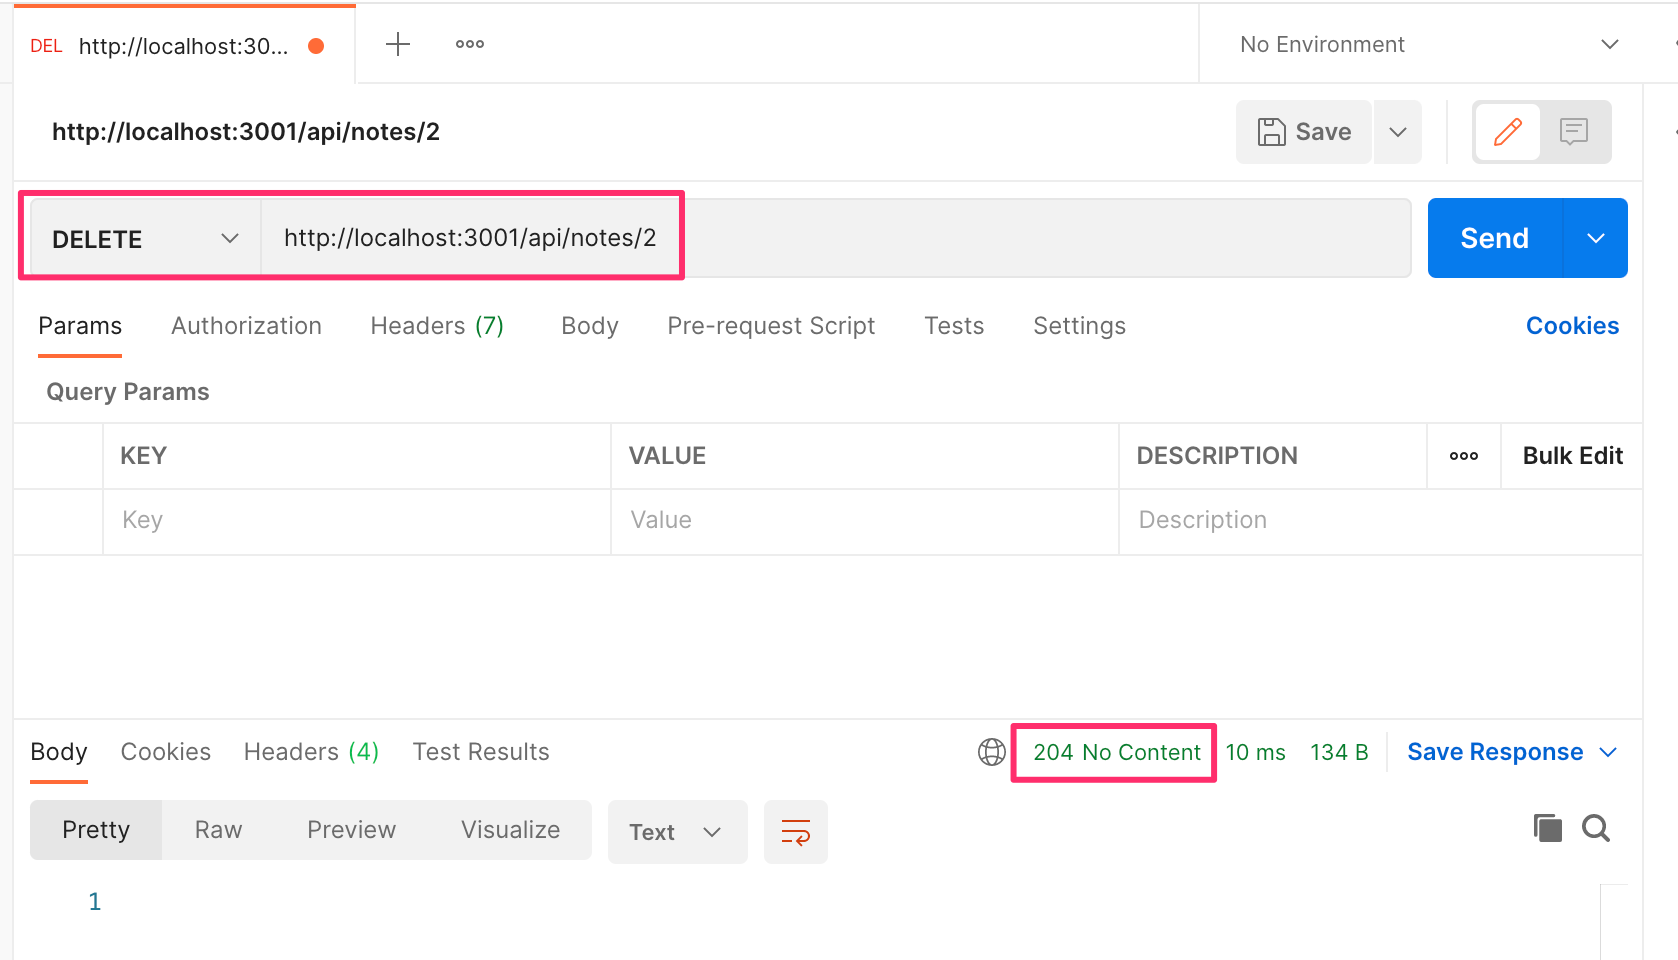 DEL http://localhost:30... No Environment
http://localhost:3001/api/notes/2 Save
DELETE http://localhost:3001/api/notes/2 Send
Params Authorization Headers (7) Body Pre-request Script Tests Settings Cookies
Query Params
KEY VALUE DESCRIPTION Bulk Edit
Key Value Description
Body Cookies Headers (4) Test Results 204 No Content 10 ms 134 B Save Response
Pretty Raw Preview Visualize Text
1